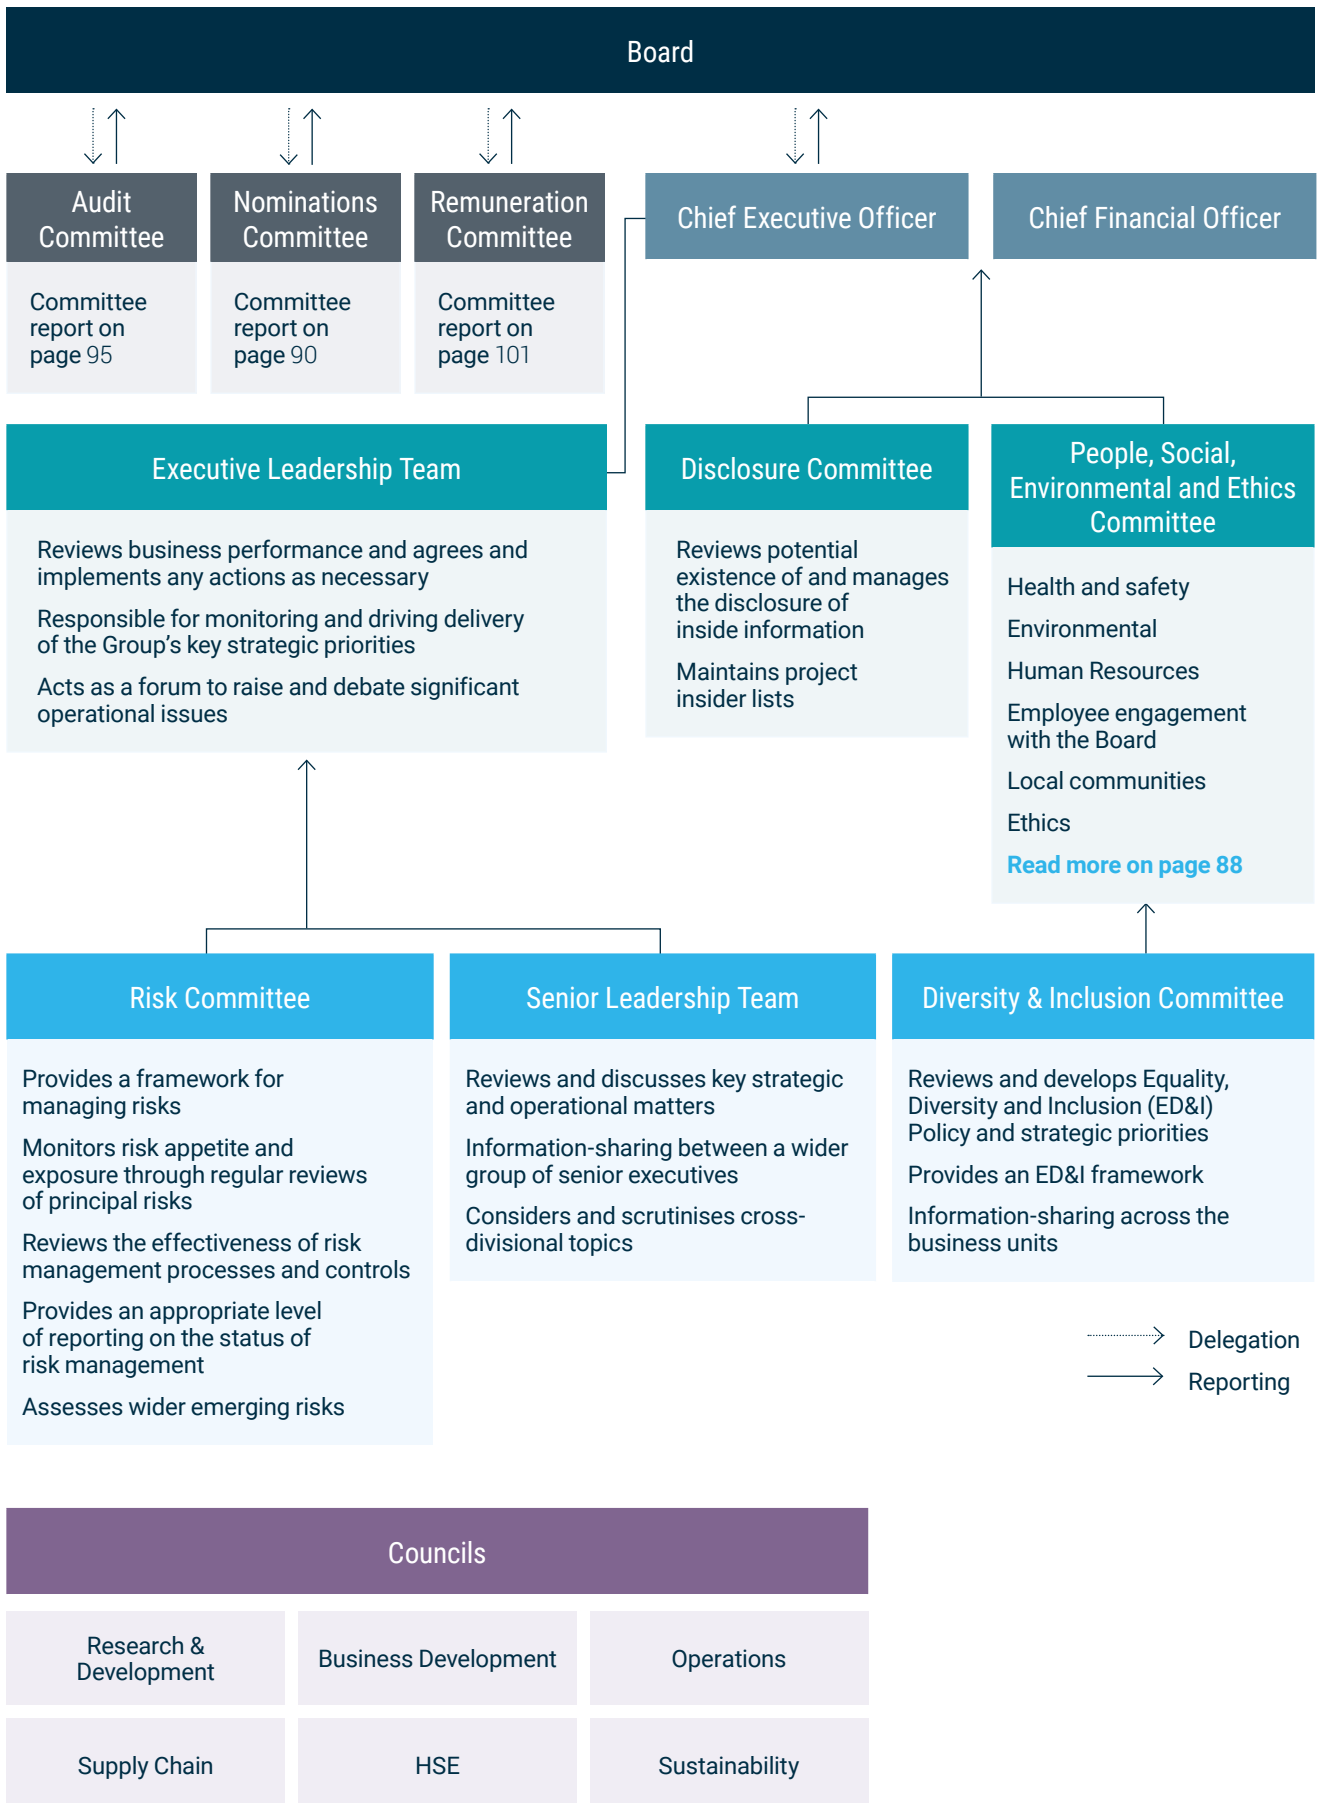 Board
Audit
Committee
Committee
report on
page 95
Nominations
Committee
Committee
report on
page 90
Remuneration
Committee
Committee
report on
page 101
Chief Executive Officer
Chief Financial Officer
Executive Leadership Team
Reviews business performance and agrees and
implements any actions as necessary
Responsible for monitoring and driving delivery
of the Group's key strategic priorities
Acts as a forum to raise and debate significant
operational issues
Disclosure Committee
Reviews potential
existence of and manages
the disclosure of
inside information
Maintains project
insider lists
People, Social,
Environmental and Ethics
Committee
Health and safety
Environmental
Human Resources
Employee engagement
with the Board
Local communities
Ethics
Read more on page 88
Risk Committee
Provides a framework for
managing risks
Monitors risk appetite and
exposure through regular reviews
of principal risks
Reviews the effectiveness of risk
management processes and controls
Provides an appropriate level
of reporting on the status of
risk management
Assesses wider emerging risks
Senior Leadership Team
Reviews and discusses key strategic
and operational matters
Information-sharing between a wider
group of senior executives
Considers and scrutinises cross-
divisional topics
Diversity & Inclusion Committee
Reviews and develops Equality,
Diversity and Inclusion (ED&I)
Policy and strategic priorities
Provides an ED&I framework
Information-sharing across the
business units
Delegation
Reporting
Councils
Research &
Development
Business Development
Operations
Supply Chain
HSE
Sustainability